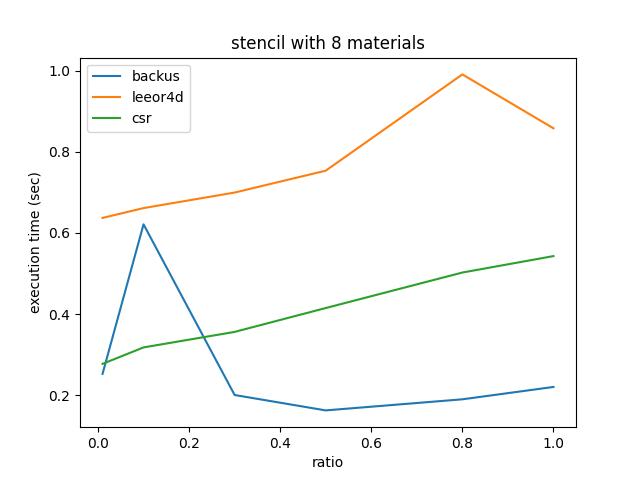 stencil with 8 materials
backus
leeor4d
csr
execution time (sec)
1.0
0.8
0.6
0.4
0.2
0.0 0.2 0.4 0.6 0.8 1.0
ratio